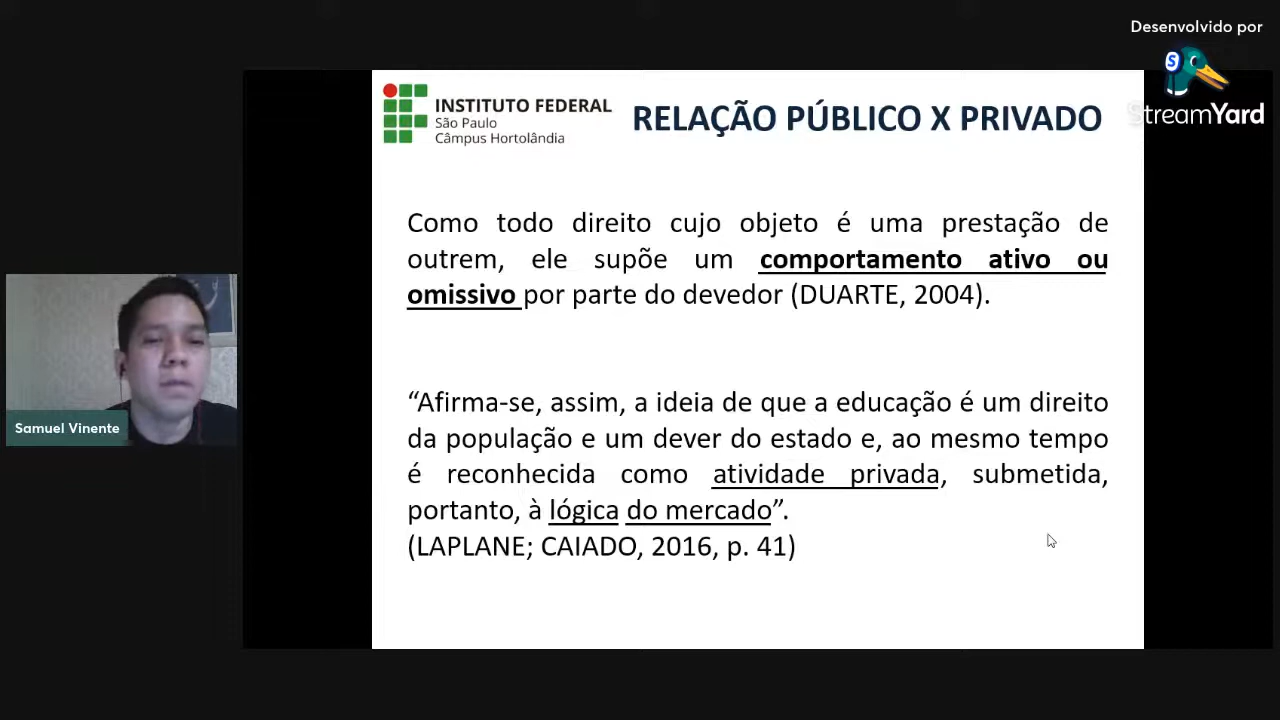 Desenvolvido por
StreamYard
INSTITUTO FEDERAL
São Paulo
Câmpus Hortolândia
RELAÇÃO PÚBLICO X PRIVADO
Como todo direito cujo objeto é uma prestação de
outrem, ele supõe um comportamento ativo ou
omissivo por parte do devedor (DUARTE, 2004).
“Afirma-se, assim, a ideia de que a educação é um direito
da população e um dever do estado e, ao mesmo tempo
é reconhecida como atividade privada, submetida,
portanto, à lógica do mercado”.
(LAPLANE; CAIADO, 2016, p. 41)
Samuel Vinente